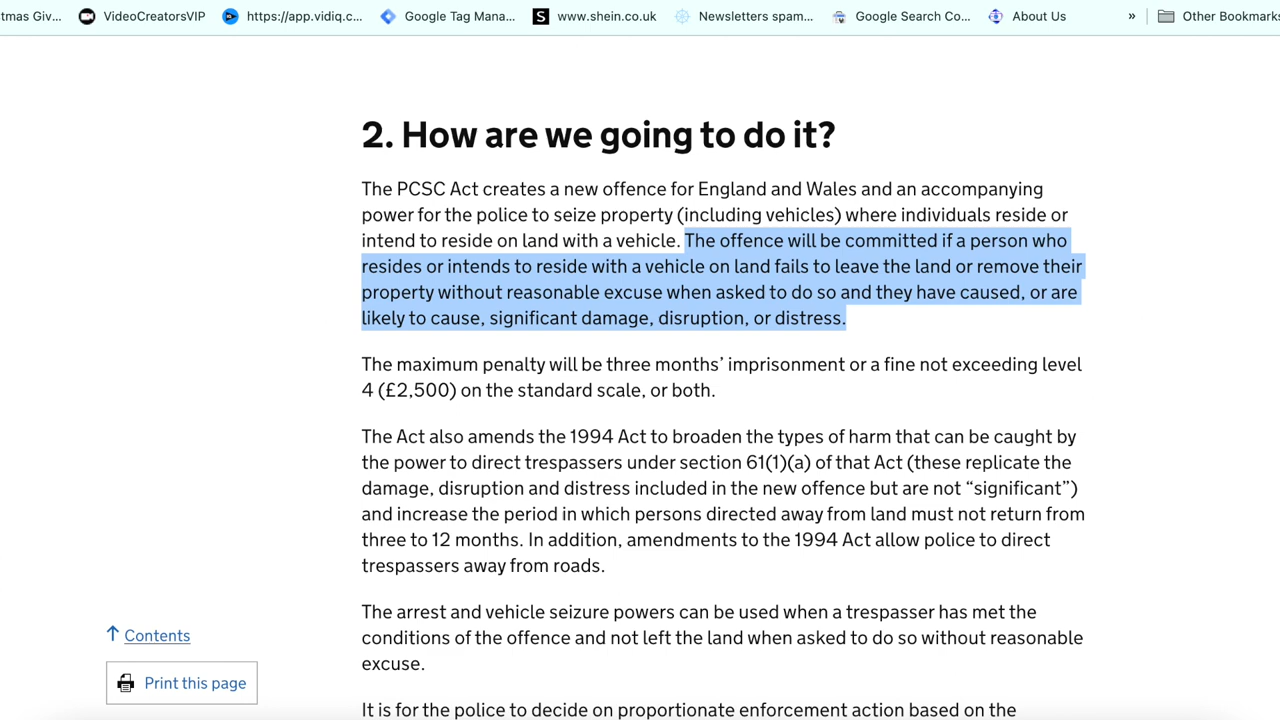 tmas Giv... VideoCreatorsVIP https://app.vidiq.c... Google Tag Mana... S www.shein.co.uk Newsletters spam... Google Search Co... About Us » Other Bookmarks
2. How are we going to do it?
The PCSC Act creates a new offence for England and Wales and an accompanying
power for the police to seize property (including vehicles) where individuals reside or
intend to reside on land with a vehicle. The offence will be committed if a person who
resides or intends to reside with a vehicle on land fails to leave the land or remove their
property without reasonable excuse when asked to do so and they have caused, or are
likely to cause, significant damage, disruption, or distress.
The maximum penalty will be three months’ imprisonment or a fine not exceeding level
4 (£2,500) on the standard scale, or both.
The Act also amends the 1994 Act to broaden the types of harm that can be caught by
the power to direct trespassers under section 61(1)(a) of that Act (these replicate the
damage, disruption and distress included in the new offence but are not “significant”)
and increase the period in which persons directed away from land must not return from
three to 12 months. In addition, amendments to the 1994 Act allow police to direct
trespassers away from roads.
The arrest and vehicle seizure powers can be used when a trespasser has met the
conditions of the offence and not left the land when asked to do so without reasonable
excuse.
It is for the police to decide on proportionate enforcement action based on the
Contents
Print this page